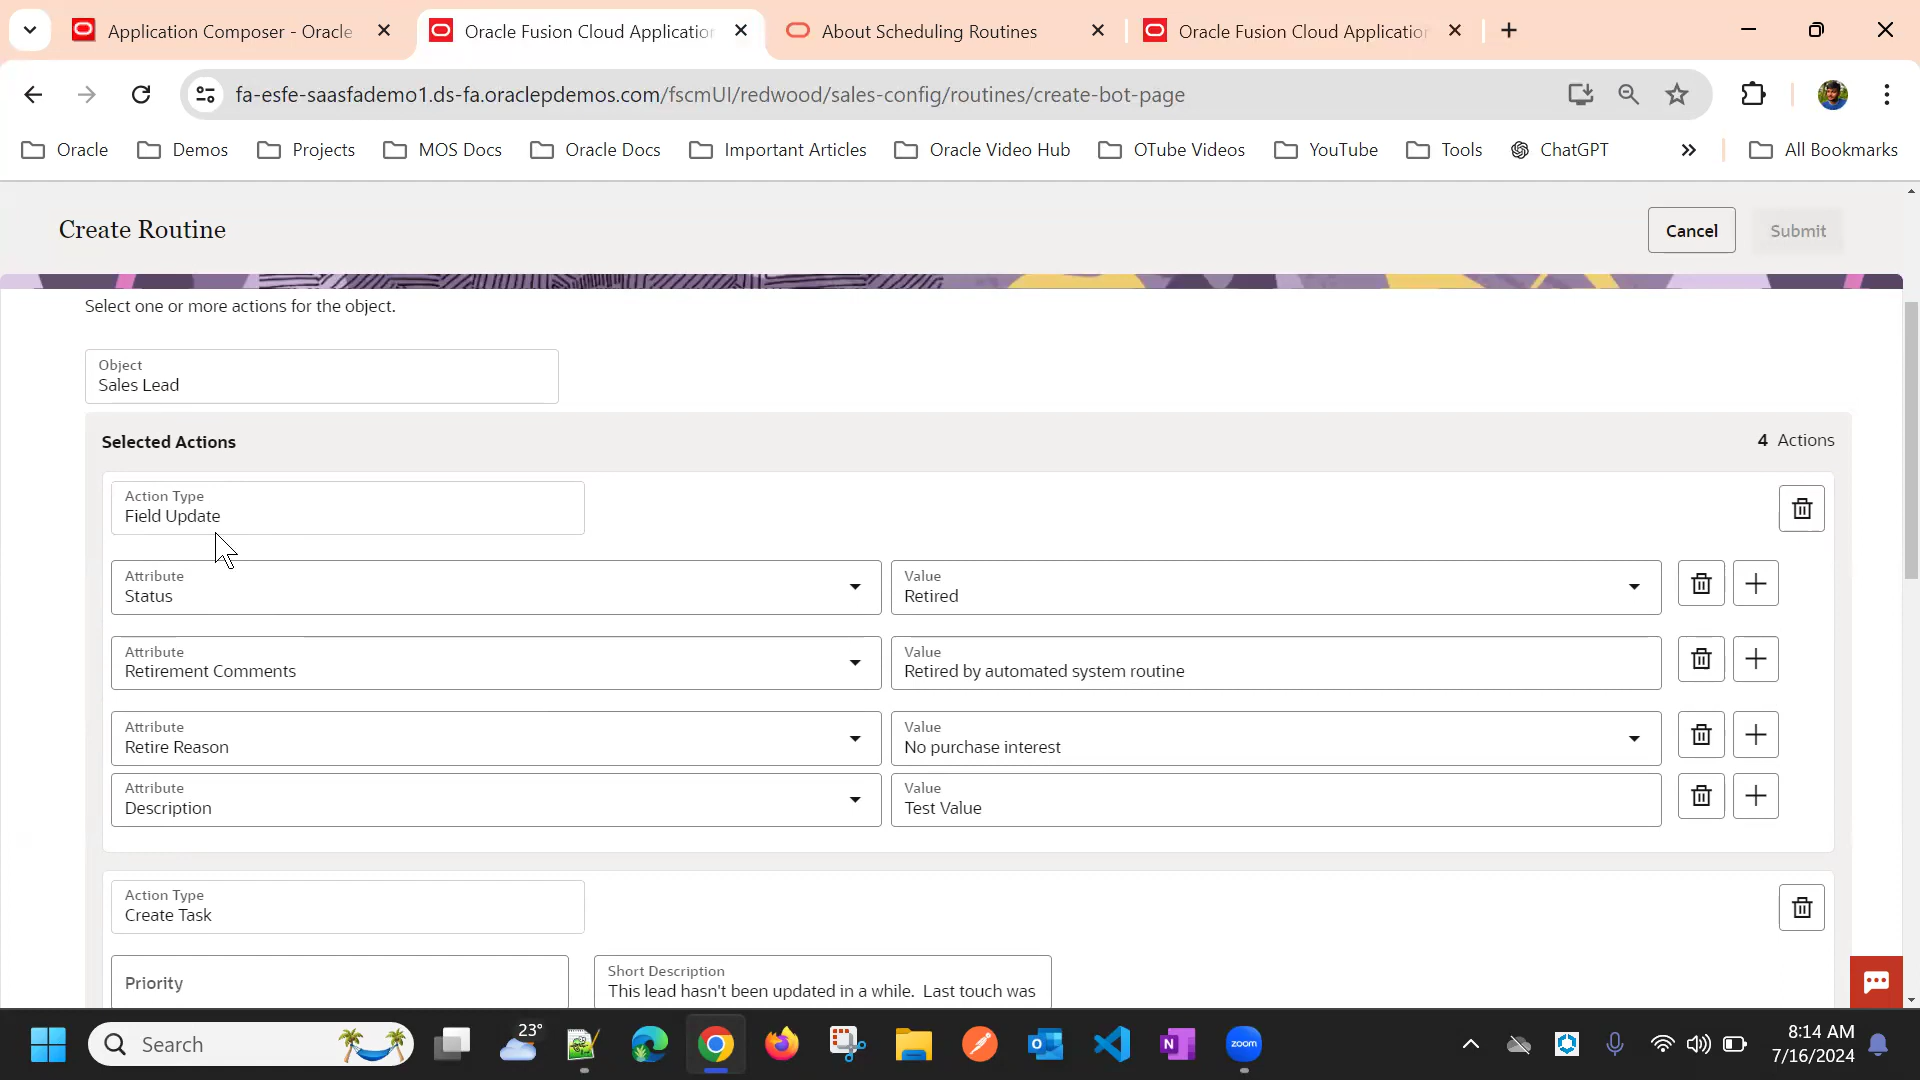 Application Composer - Oracle
Oracle Fusion Cloud Applicatio
About Scheduling Routines
Oracle Fusion Cloud Applicatio
fa-esfe-saasfademo1.ds-fa.oraclepdemos.com/fscmUI/redwood/sales-config/routines/create-bot-page
Oracle
Demos
Projects
MOS Docs
Oracle Docs
Important Articles
Oracle Video Hub
OTube Videos
YouTube
Tools
ChatGPT
»
All Bookmarks
Create Routine
Cancel
Submit
Select one or more actions for the object.
Object
Sales Lead
Selected Actions
4 Actions
Action Type
Field Update
Attribute
Status
Value
Retired
Attribute
Retirement Comments
Value
Retired by automated system routine
Attribute
Retire Reason
Value
No purchase interest
Attribute
Description
Value
Test Value
Action Type
Create Task
Priority
Short Description
This lead hasn't been updated in a while. Last touch was
Search
23°
zoom
8:14 AM
7/16/2024